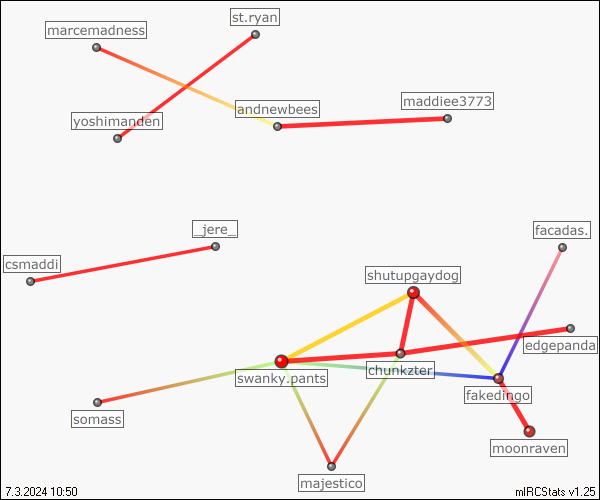 st.ryan
marcemadness
maddiee3773
andnewbees
yoshimanden
_jere_
facadas.
csmaddi
shutupgaydog
edgepanda
chunkzter
swanky.pants
fakedingo
somass
moonraven
majestico
7.3.2024 10:50
mIRCStats v1.25